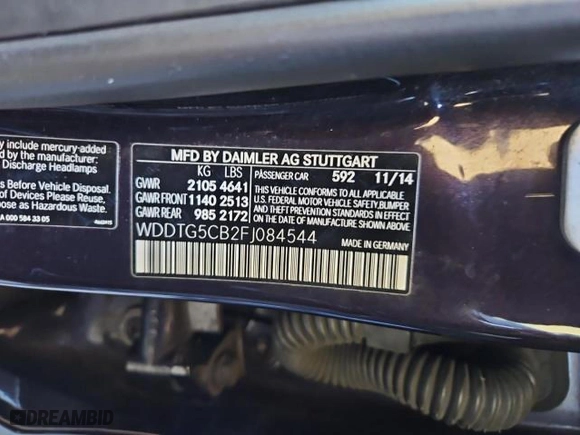 y include mercury-added
d by the manufacturer:
Discharge Headlamps
s Before Vehicle Disposal.
d of Devices Please Reuse,
se as Hazardous Waste.
A 000 584 33 05
MFD BY DAIMLER AG STUTTGART
KG LBS PASSENGER CAR 592 11/14
GVWR 2105 4641
GAWR FRONT 1140 2513
GAWR REAR 985 2172
THIS VEHICLE CONFORMS TO ALL APPLICABLE
U.S. FEDERAL MOTOR VEHICLE SAFETY,
BUMPER, AND THEFT PREVENTION STANDARDS
IN EFFECT ON THE DATE OF MANUFACTURE
SHOWN ABOVE.
WDDTG5CB2FJ084544
MADE IN GERMANY
DREAMBID